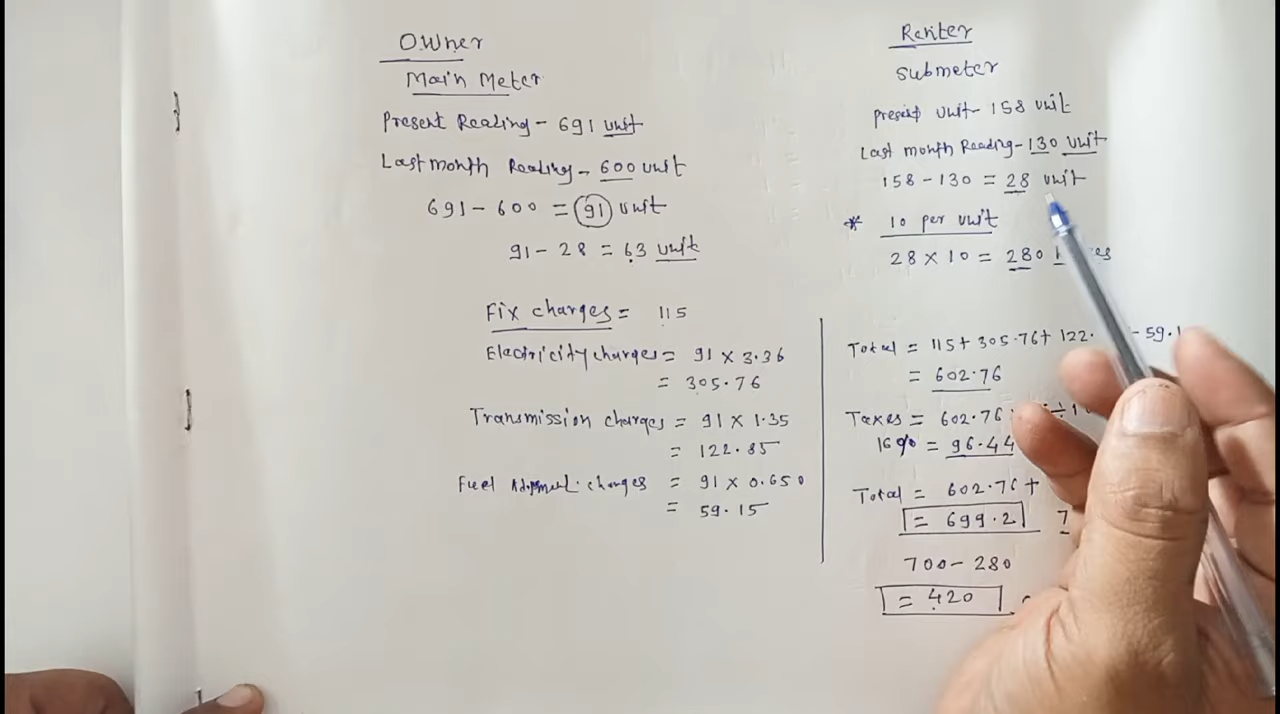 Owner
Main Meter
Present Reading - 691 unit
Last month Reading - 600 unit
691 - 600 = 91 unit
91 - 28 = 63 unit
Fix charges = 115
Electricity charges = 91 × 3.36
= 305.76
Transmission charges = 91 × 1.35
= 122.85
Fuel charges = 91 × 0.650
= 59.15
Renter
Submeter
Present unit - 158 unit
Last month Reading - 130 unit
158 - 130 = 28 unit
* 10 per unit
28 × 10 = 280
Total = 115 + 305.76 + 122. - 59.1
= 602.76
Taxes = 602.76 ÷ 1
16% = 96.44
Total = 602.76 +
= 699.2 7
700 - 280
= 420